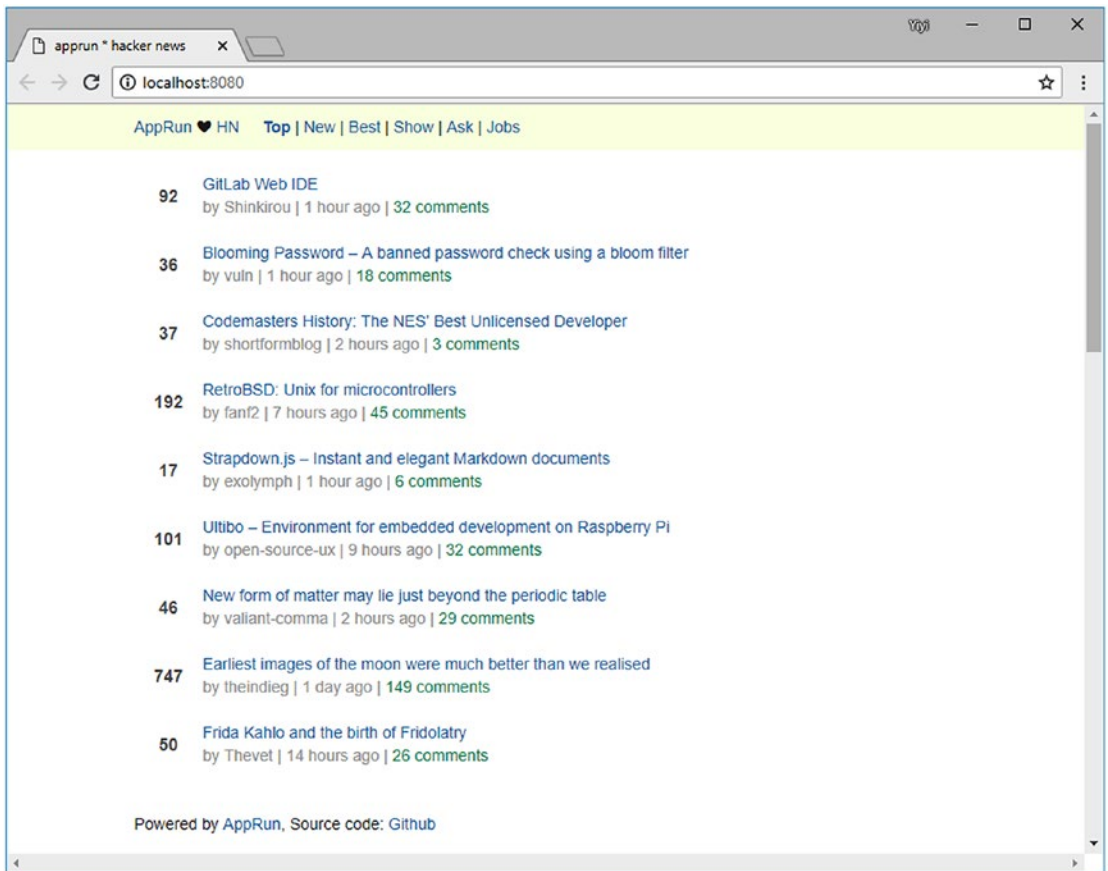 Yiyi
apprun * hacker news
localhost:8080
AppRun ♥ HN Top | New | Best | Show | Ask | Jobs
92
GitLab Web IDE
by Shinkirou | 1 hour ago | 32 comments
36
Blooming Password – A banned password check using a bloom filter
by vuln | 1 hour ago | 18 comments
37
Codemasters History: The NES' Best Unlicensed Developer
by shortformblog | 2 hours ago | 3 comments
192
RetroBSD: Unix for microcontrollers
by fanf2 | 7 hours ago | 45 comments
17
Strapdown.js – Instant and elegant Markdown documents
by exolymph | 1 hour ago | 6 comments
101
Ultibo – Environment for embedded development on Raspberry Pi
by open-source-ux | 9 hours ago | 32 comments
46
New form of matter may lie just beyond the periodic table
by valiant-comma | 2 hours ago | 29 comments
747
Earliest images of the moon were much better than we realised
by theindieg | 1 day ago | 149 comments
50
Frida Kahlo and the birth of Fridolatry
by Thevet | 14 hours ago | 26 comments
Powered by AppRun, Source code: Github